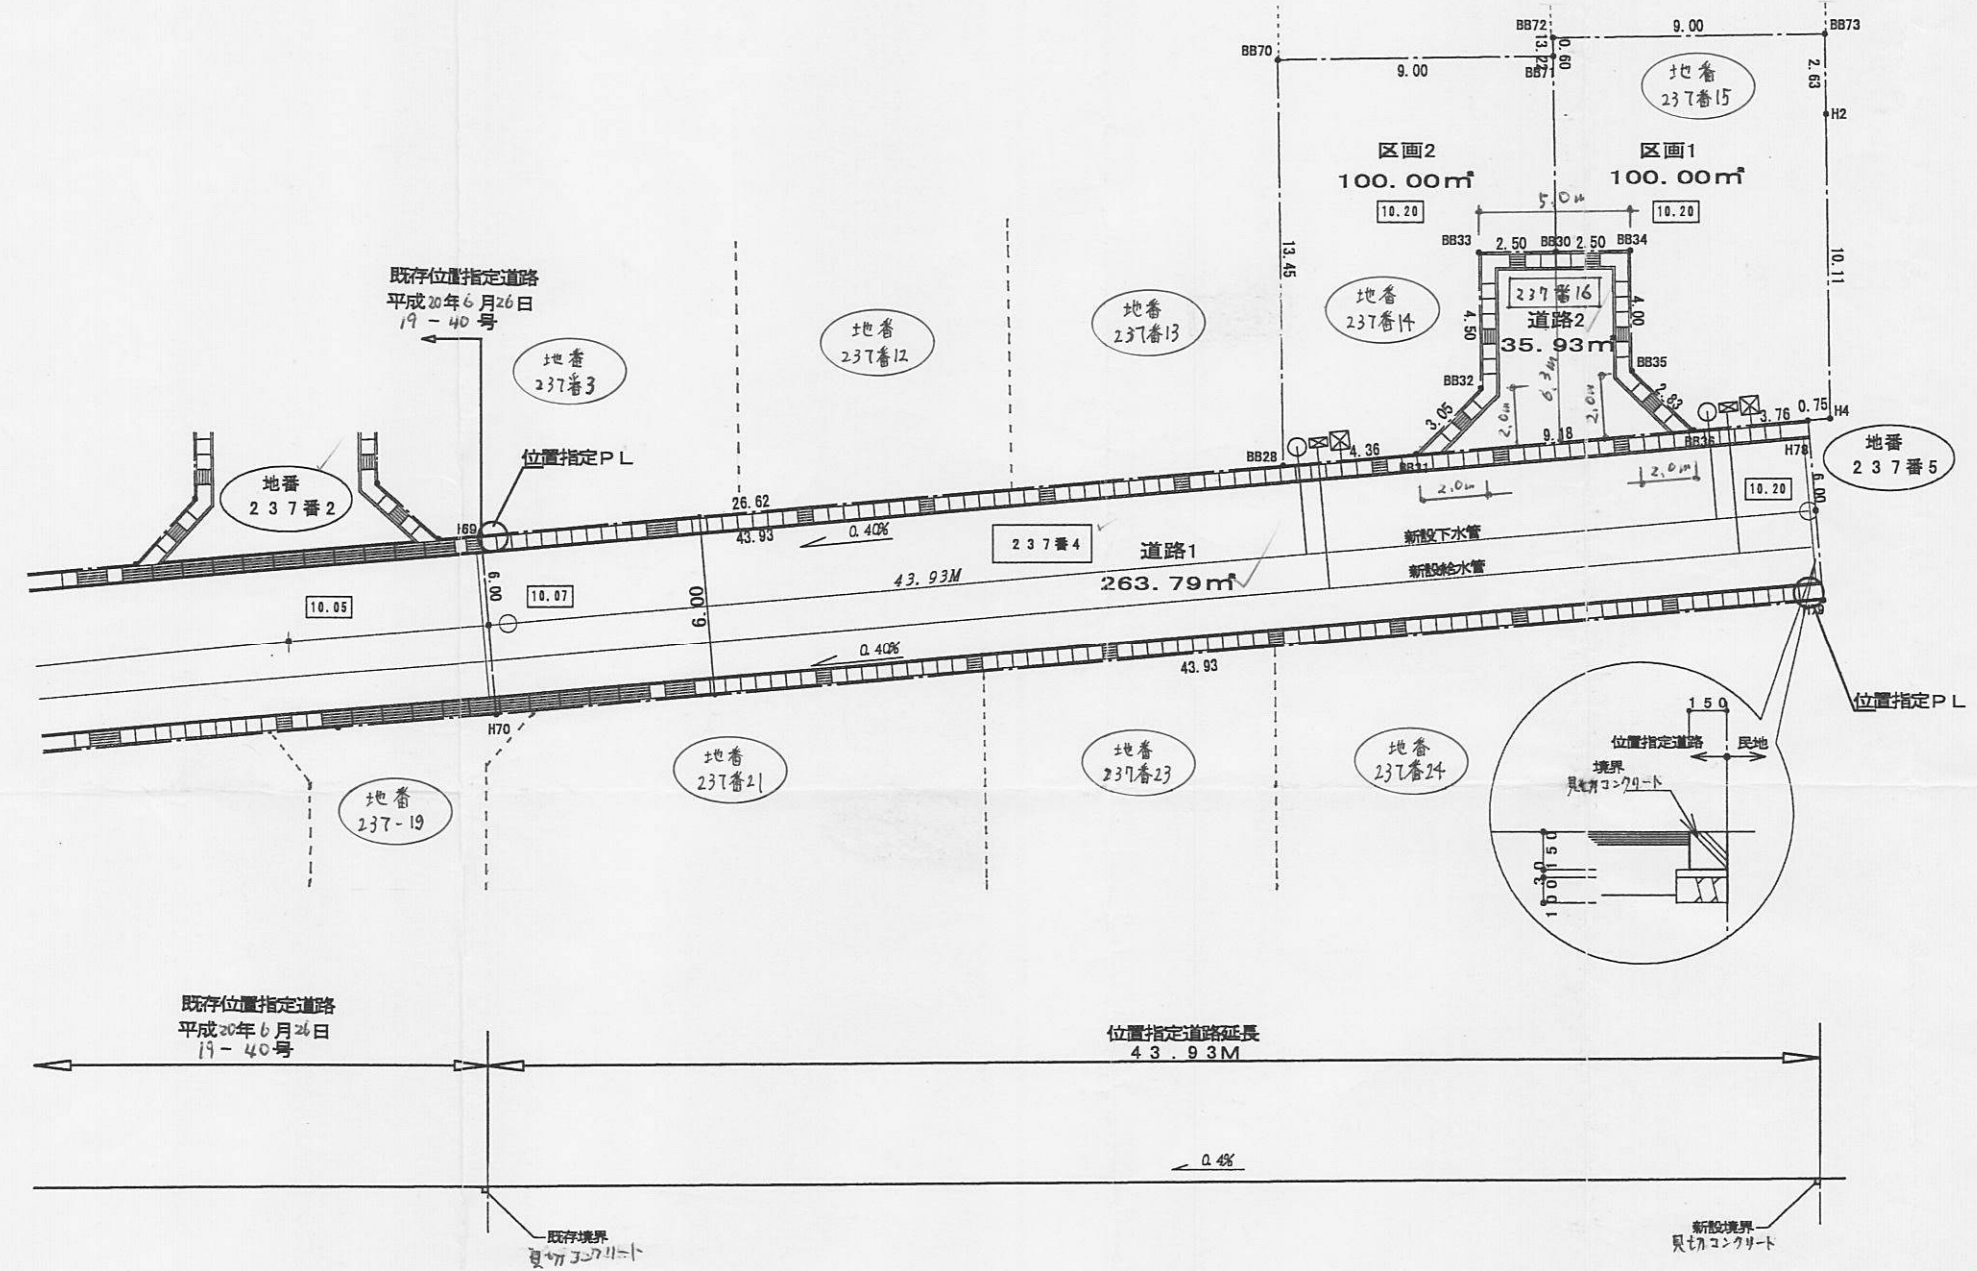 BB72
9.00
BB73
BB70
13.22
0.60
9.00
BB71
2.63
地番
237番15
H2
区画2
100.00㎡
区画1
100.00㎡
10.20
5.0m
10.20
BB33
2.50
BB30
2.50
BB34
13.45
10.11
既存位置指定道路
平成20年6月26日
19-40号
地番
237番3
地番
237番12
地番
237番13
地番
237番14
237番16
道路2
35.93㎡
4.50
4.00
6.3m
BB32
BB35
3.05
2.0m
2.0m
2.83
3.76
0.75
H4
地番
237番2
位置指定PL
BB28
4.36
BB31
9.18
BB36
H78
地番
237番5
2.0m
2.0m
10.20
6.00
I69
26.62
43.93
0.40%
237番4
道路1
263.79㎡
新設下水管
新設給水管
43.93M
10.05
6.00
10.07
6.00
0.40%
43.93
H79
H70
位置指定PL
地番
237-19
地番
237番21
地番
237番23
地番
237番24
150
位置指定道路
民地
境界
見切コンクリート
150
30
100
既存位置指定道路
平成20年6月26日
19-40号
位置指定道路延長
43.93M
0.4%
既存境界
見切コンクリート
新設境界
見切コンクリート